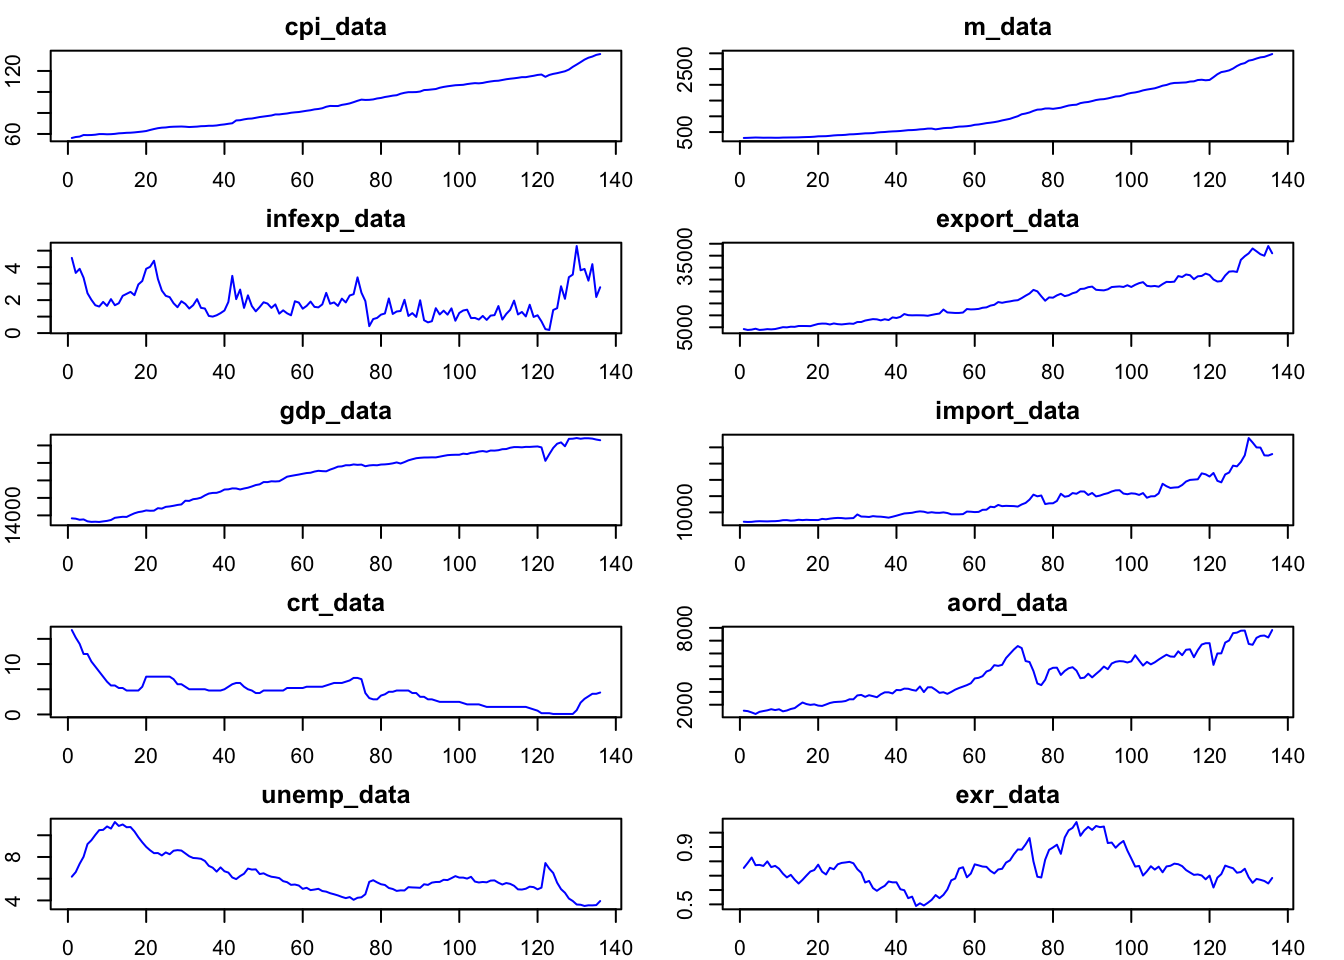 cpi_data
60 120
0 20 40 60 80 100 120 140
m_data
500 2500
0 20 40 60 80 100 120 140
infexp_data
0 2 4
0 20 40 60 80 100 120 140
export_data
5000 35000
0 20 40 60 80 100 120 140
gdp_data
14000
0 20 40 60 80 100 120 140
import_data
10000
0 20 40 60 80 100 120 140
crt_data
0 10
0 20 40 60 80 100 120 140
aord_data
2000 8000
0 20 40 60 80 100 120 140
unemp_data
4 8
0 20 40 60 80 100 120 140
exr_data
0.5 0.9
0 20 40 60 80 100 120 140